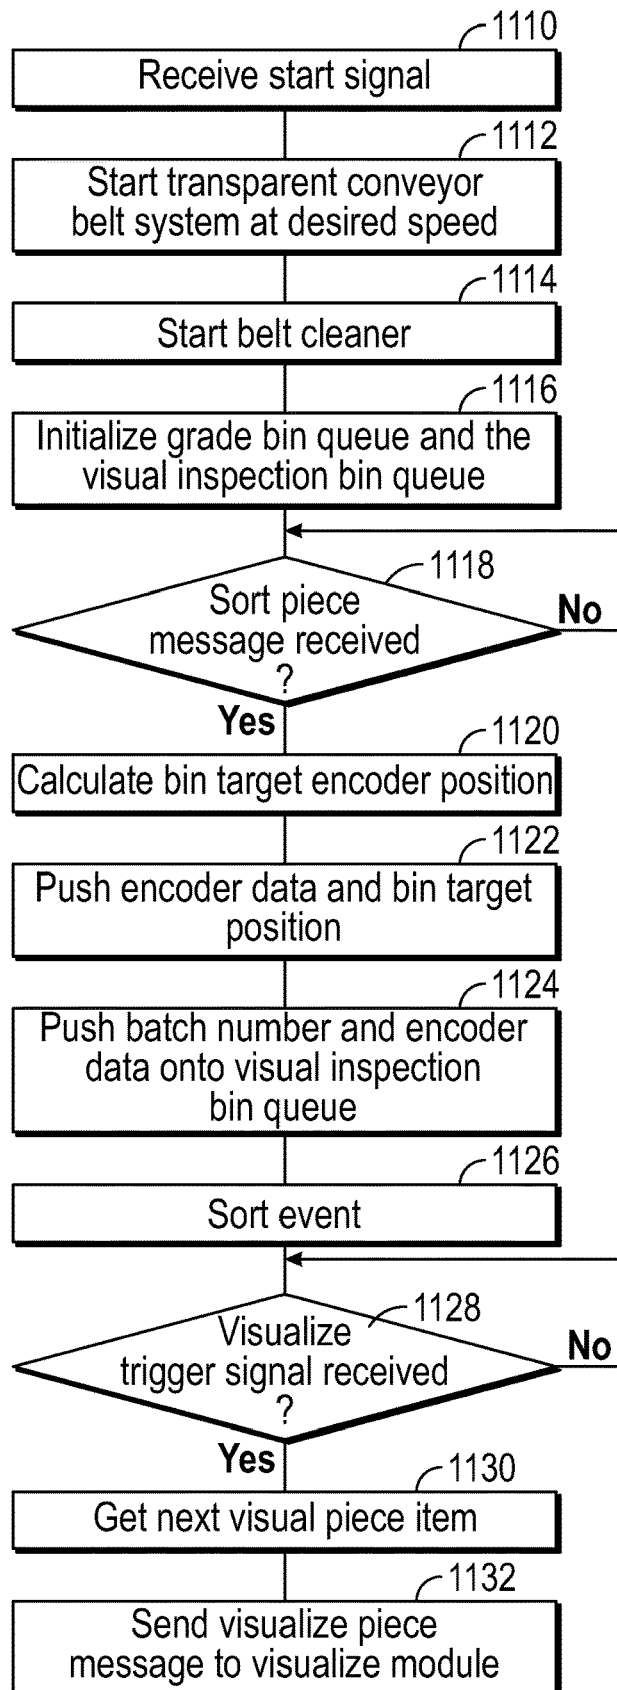 1110
Receive start signal
1112
Start transparent conveyor
belt system at desired speed
1114
Start belt cleaner
1116
Initialize grade bin queue and the
visual inspection bin queue
1118
Sort piece
message received
?
No
Yes
1120
Calculate bin target encoder position
1122
Push encoder data and bin target
position
1124
Push batch number and encoder
data onto visual inspection
bin queue
1126
Sort event
1128
Visualize
trigger signal received
?
No
Yes
1130
Get next visual piece item
1132
Send visualize piece
message to visualize module